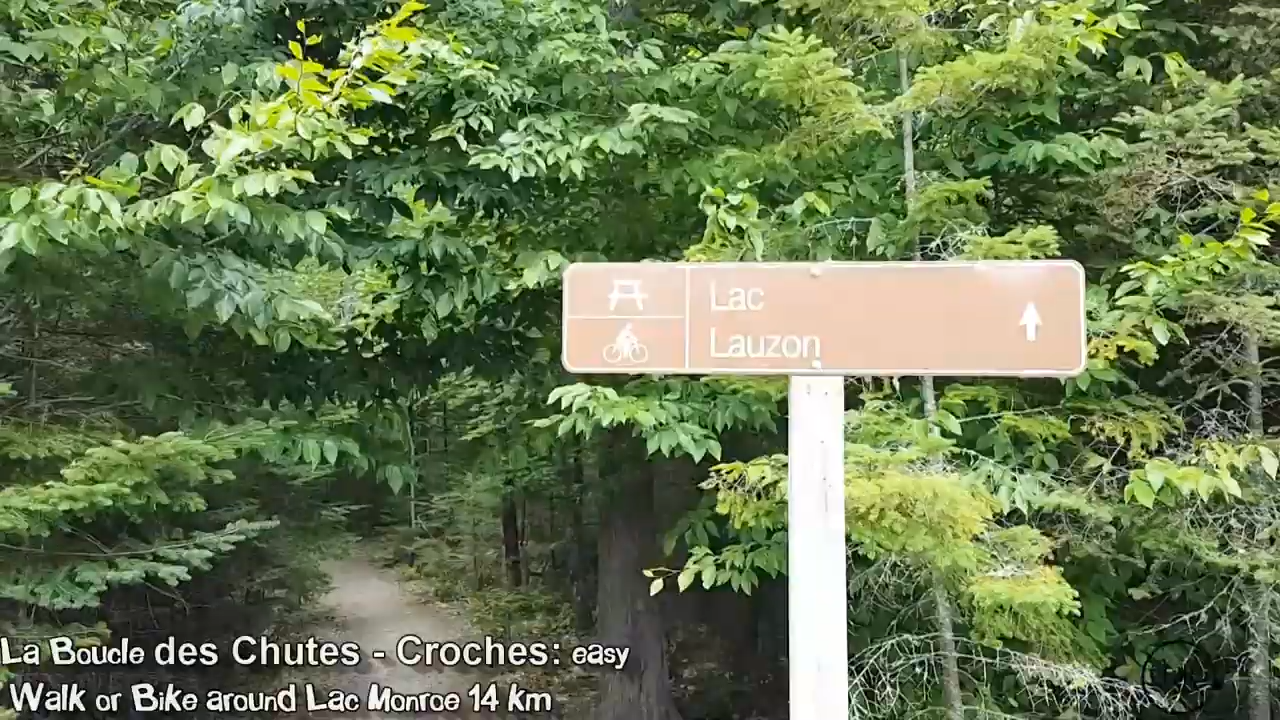 Lac
Lauzon
La Boucle des Chutes - Croches: easy
Walk or Bike around Lac Monroe 14 km